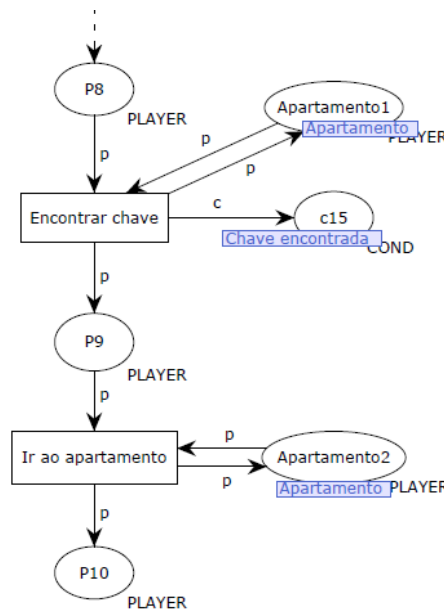 P8
PLAYER
p
Apartamento1
Apartamento
PLAYER
p
p
Encontrar chave
c
c15
Chave encontrada
COND
p
P9
PLAYER
p
Ir ao apartamento
p
p
Apartamento2
Apartamento
PLAYER
p
P10
PLAYER